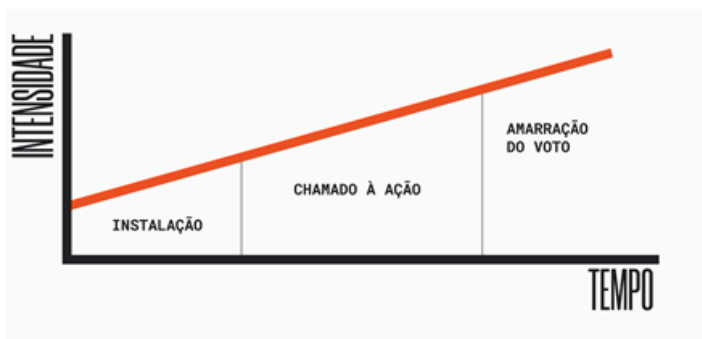 INTENSIDADE
INSTALAÇÃO
CHAMADO À AÇÃO
AMARRAÇÃO
DO VOTO
TEMPO